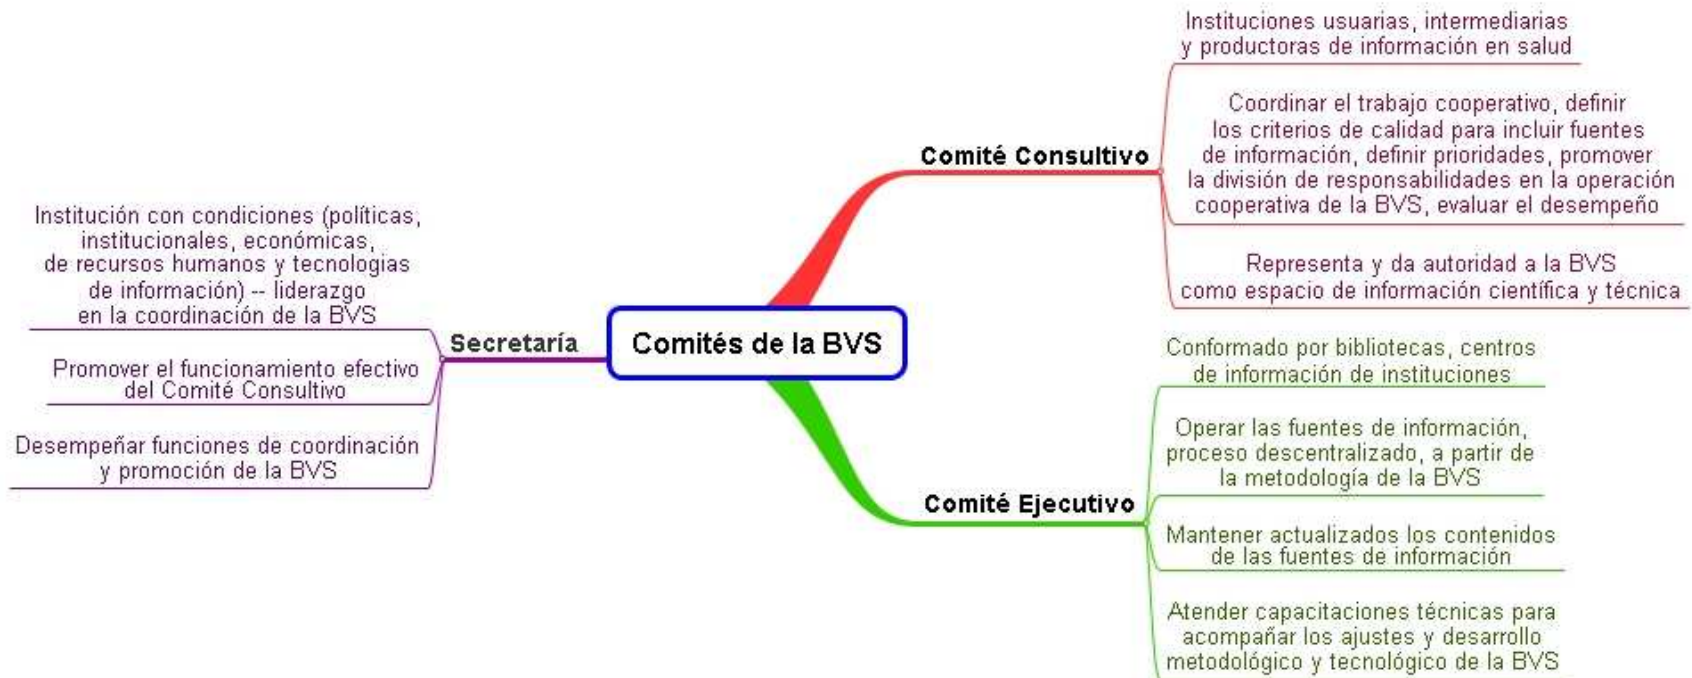 Comités de la BVS
Comité Consultivo
Instituciones usuarias, intermediarias
y productoras de información en salud
Coordinar el trabajo cooperativo, definir
los criterios de calidad para incluir fuentes
de información, definir prioridades, promover
la división de responsabilidades en la operación
cooperativa de la BVS, evaluar el desempeño
Representa y da autoridad a la BVS
como espacio de información científica y técnica
Comité Ejecutivo
Conformado por bibliotecas, centros
de información de instituciones
Operar las fuentes de información,
proceso descentralizado, a partir de
la metodología de la BVS
Mantener actualizados los contenidos
de las fuentes de información
Atender capacitaciones técnicas para
acompañar los ajustes y desarrollo
metodológico y tecnológico de la BVS
Secretaría
Institución con condiciones (políticas,
institucionales, económicas,
de recursos humanos y tecnologias
de información) -- liderazgo
en la coordinación de la BVS
Promover el funcionamiento efectivo
del Comité Consultivo
Desempeñar funciones de coordinación
y promoción de la BVS